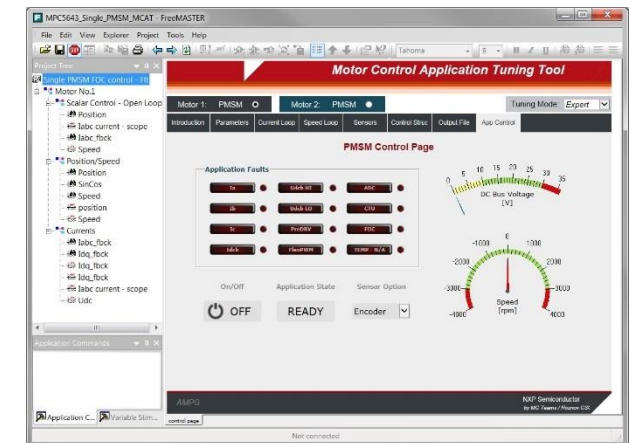 MPC5643_Single_PMSM_MCAT - FreeMASTER
File Edit View Explorer Project Tools Help
Tahoma 8
Project Tree
Single PMSM FOC control - Fr
Motor No.1
Scalar Control - Open Loop
Position
Iabc current - scope
Iabc_fbck
Speed
Position/Speed
Position
SinCos
Speed
position
Speed
Currents
Iabc_fbck
Idq_fbck
Idq_fbck
Iabc current - scope
Udc
Application Commands
Application C... Variable Stim...
Motor Control Application Tuning Tool
Motor 1: PMSM Motor 2: PMSM Tuning Mode: Expert
Introduction Parameters Current Loop Speed Loop Sensors Control Struc Output File App Control
PMSM Control Page
Application Faults
Ia Udcb HI ADC
Ib Udcb LO CTU
Ic PreDRV FOC
Idcb FlexPWM TEMP - N/A
0 5 10 15 20 25 30 35
DC Bus Voltage
[V]
-4000 -3000 -2000 -1000 0 1000 2000 3000 4000
Speed
[rpm]
On/Off Application State Sensor Option
OFF READY Encoder
AMPG
NXP Semiconductor
by MC Teams / Roznov CSC
control page
Not connected